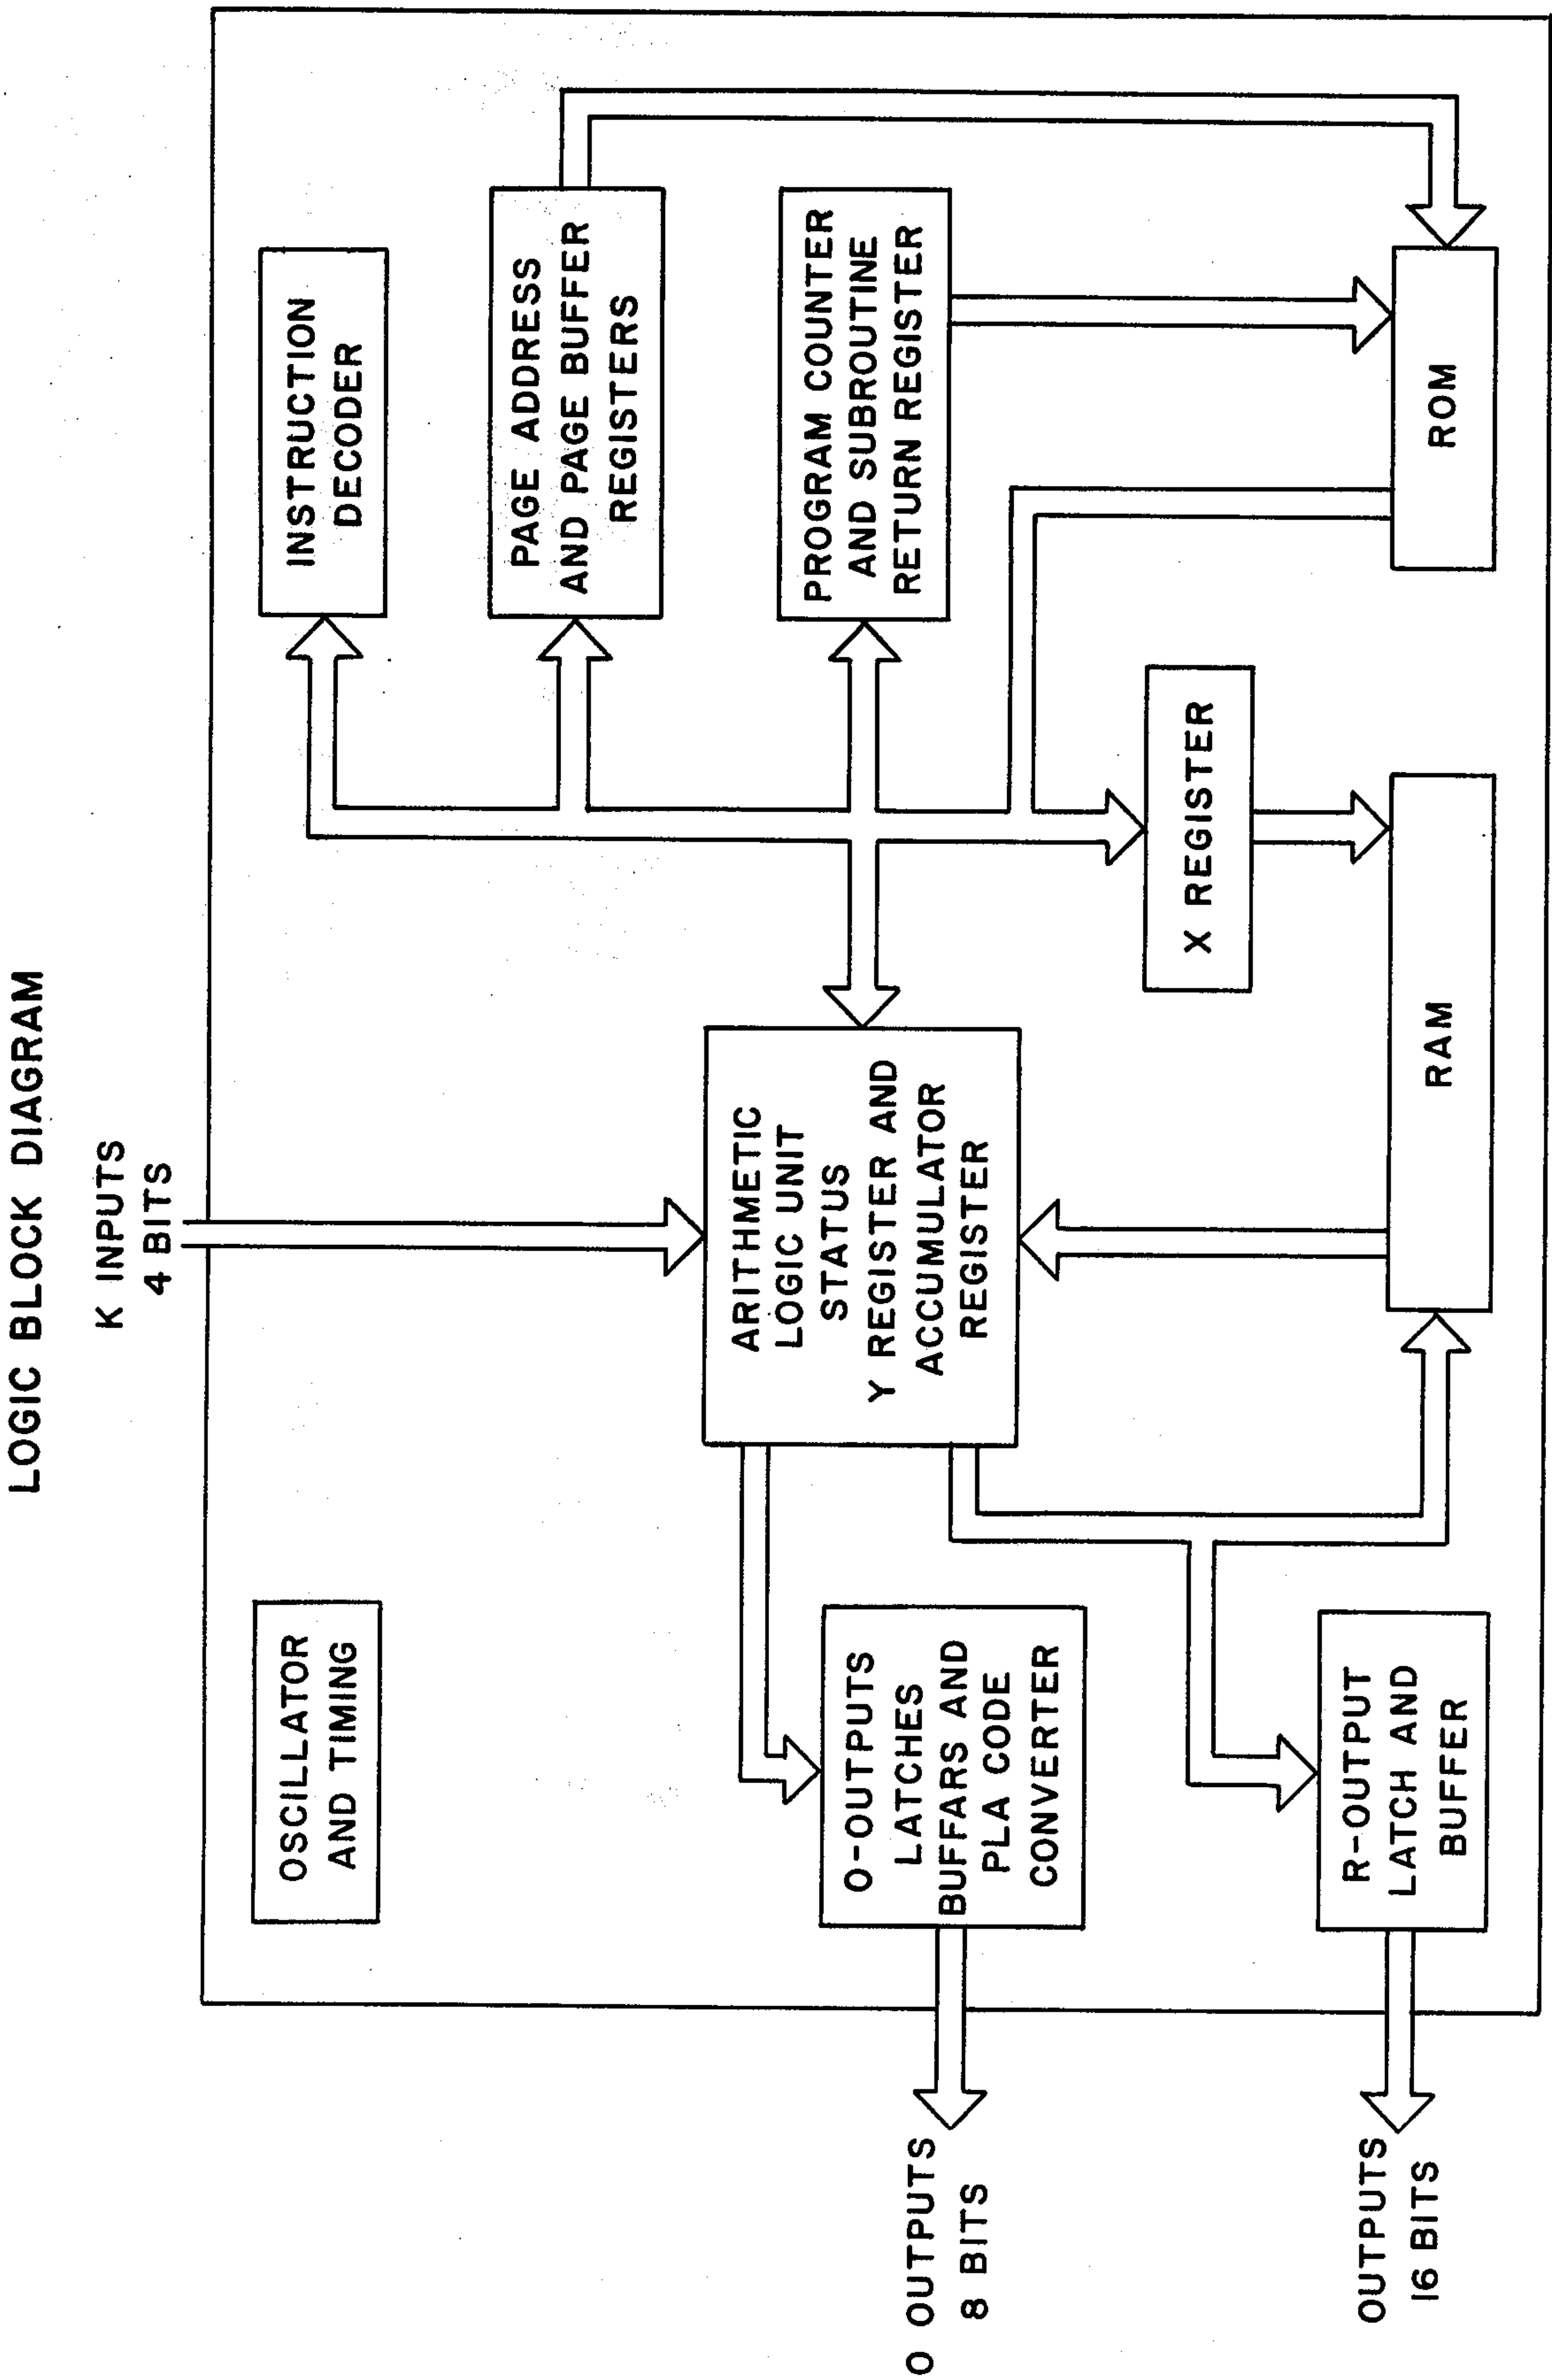 LOGIC BLOCK DIAGRAM
K INPUTS
4 BITS
OSCILLATOR
AND TIMING
INSTRUCTION
DECODER
PAGE ADDRESS
AND PAGE BUFFER
REGISTERS
ARITHMETIC
LOGIC UNIT
STATUS
Y REGISTER AND
ACCUMULATOR
REGISTER
PROGRAM COUNTER
AND SUBROUTINE
RETURN REGISTER
O-OUTPUTS
LATCHES
BUFFARS AND
PLA CODE
CONVERTER
O OUTPUTS
8 BITS
X REGISTER
R-OUTPUT
LATCH AND
BUFFER
OUTPUTS
16 BITS
RAM
ROM